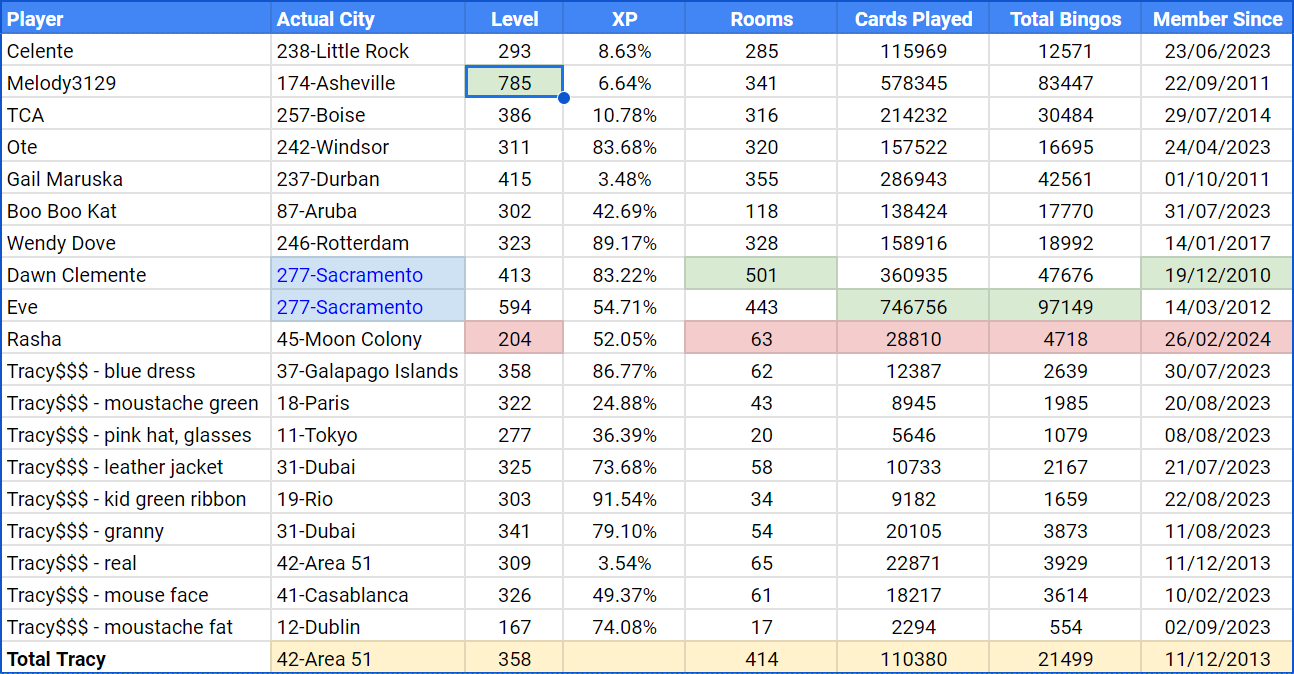 Player Actual City Level XP Rooms Cards Played Total Bingos Member Since
Celente 238-Little Rock 293 8.63% 285 115969 12571 23/06/2023
Melody3129 174-Asheville 785 6.64% 341 578345 83447 22/09/2011
TCA 257-Boise 386 10.78% 316 214232 30484 29/07/2014
Ote 242-Windsor 311 83.68% 320 157522 16695 24/04/2023
Gail Maruska 237-Durban 415 3.48% 355 286943 42561 01/10/2011
Boo Boo Kat 87-Aruba 302 42.69% 118 138424 17770 31/07/2023
Wendy Dove 246-Rotterdam 323 89.17% 328 158916 18992 14/01/2017
Dawn Clemente 277-Sacramento 413 83.22% 501 360935 47676 19/12/2010
Eve 277-Sacramento 594 54.71% 443 746756 97149 14/03/2012
Rasha 45-Moon Colony 204 52.05% 63 28810 4718 26/02/2024
Tracy$$$ - blue dress 37-Galapago Islands 358 86.77% 62 12387 2639 30/07/2023
Tracy$$$ - moustache green 18-Paris 322 24.88% 43 8945 1985 20/08/2023
Tracy$$$ - pink hat, glasses 11-Tokyo 277 36.39% 20 5646 1079 08/08/2023
Tracy$$$ - leather jacket 31-Dubai 325 73.68% 58 10733 2167 21/07/2023
Tracy$$$ - kid green ribbon 19-Rio 303 91.54% 34 9182 1659 22/08/2023
Tracy$$$ - granny 31-Dubai 341 79.10% 54 20105 3873 11/08/2023
Tracy$$$ - real 42-Area 51 309 3.54% 65 22871 3929 11/12/2013
Tracy$$$ - mouse face 41-Casablanca 326 49.37% 61 18217 3614 10/02/2023
Tracy$$$ - moustache fat 12-Dublin 167 74.08% 17 2294 554 02/09/2023
Total Tracy 42-Area 51 358 414 110380 21499 11/12/2013